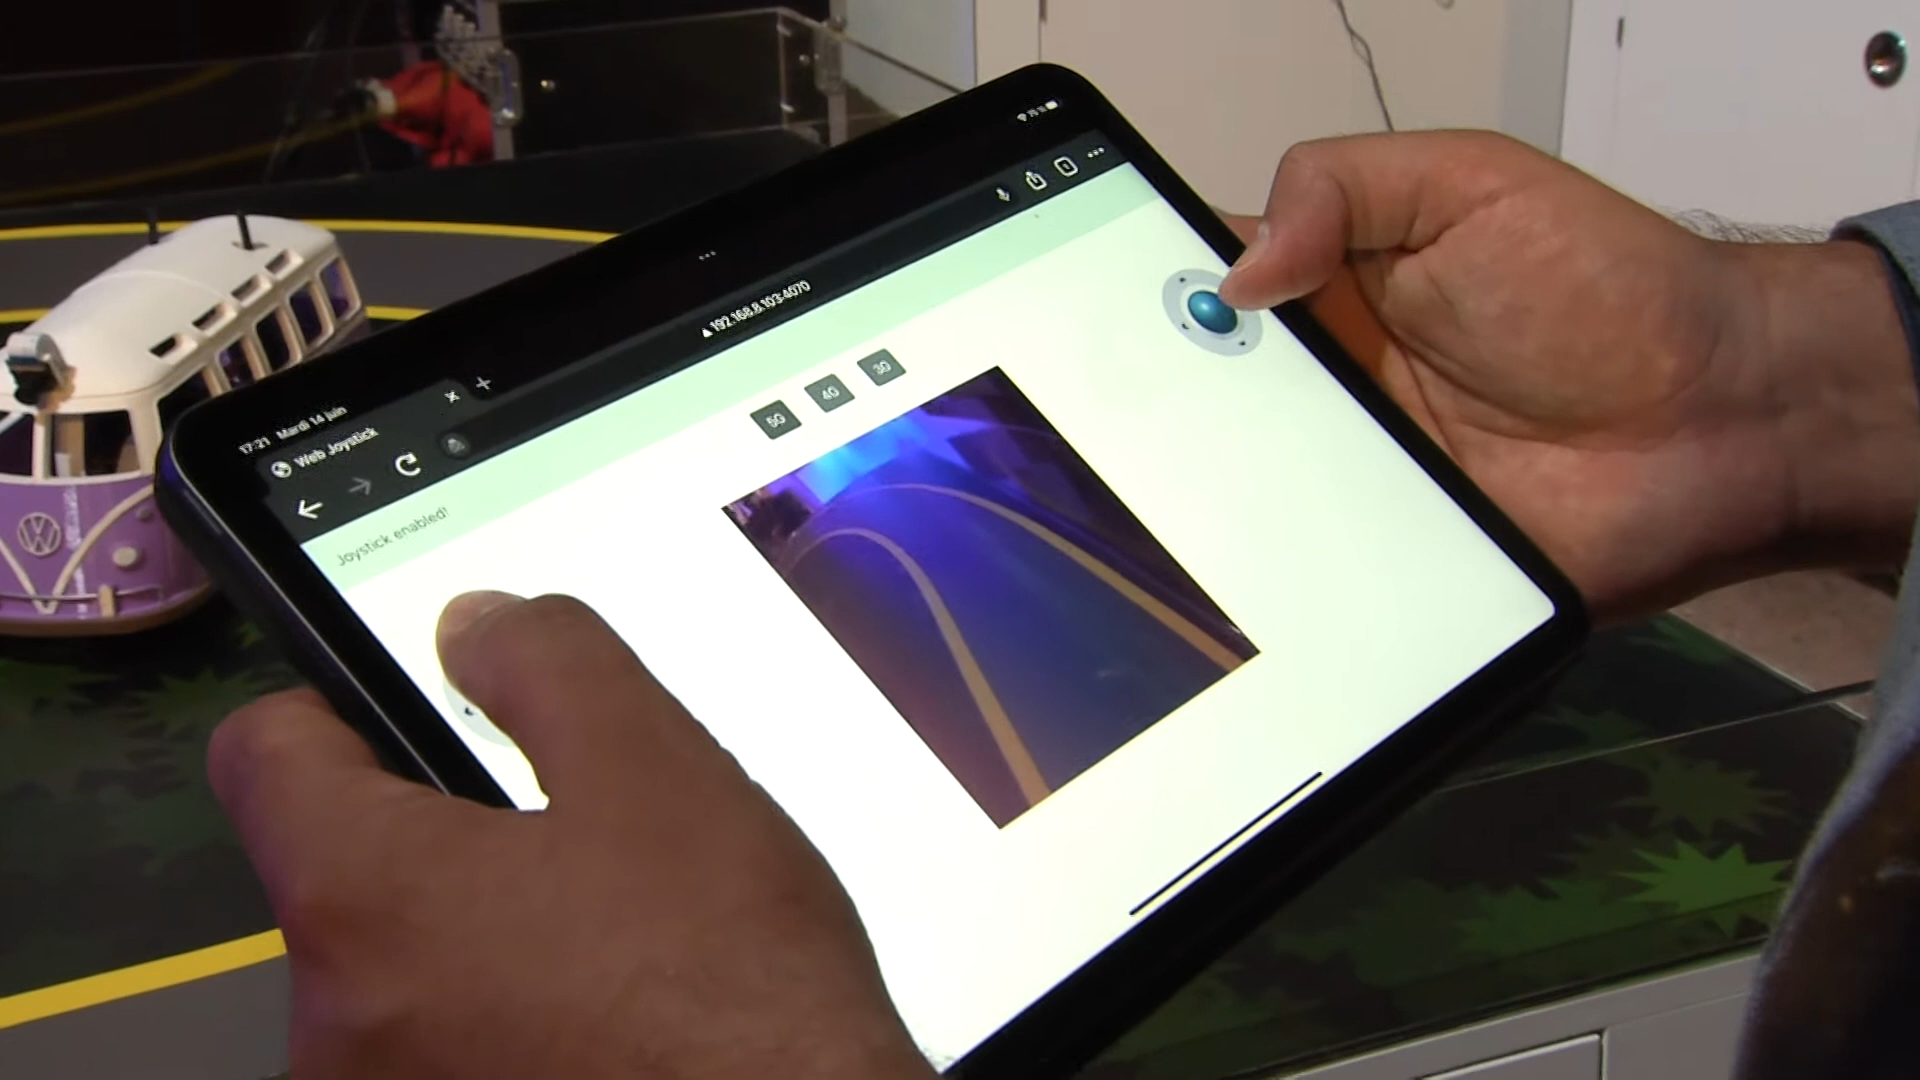 17:21 Mardi 14 juin
Web Joystick
192.168.8.103:4070
Joystick enabled!
50
40
30